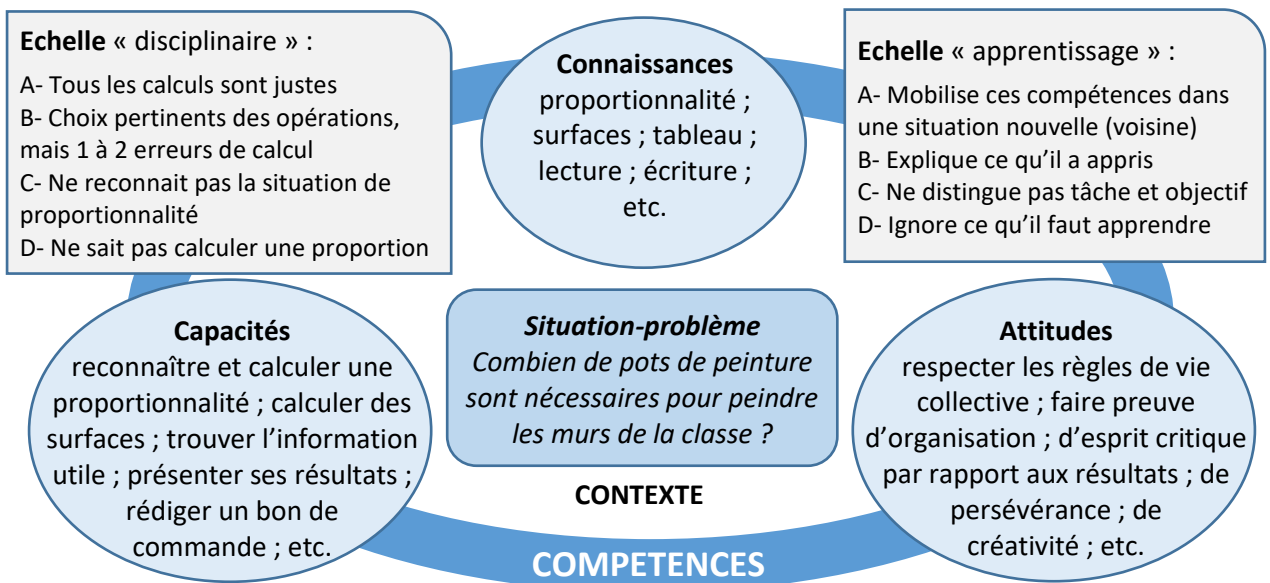 Echelle « disciplinaire » :
A- Tous les calculs sont justes
B- Choix pertinents des opérations,
mais 1 à 2 erreurs de calcul
C- Ne reconnait pas la situation de
proportionnalité
D- Ne sait pas calculer une proportion
Connaissances
proportionnalité ;
surfaces ; tableau ;
lecture ; écriture ;
etc.
Echelle « apprentissage » :
A- Mobilise ces compétences dans
une situation nouvelle (voisine)
B- Explique ce qu’il a appris
C- Ne distingue pas tâche et objectif
D- Ignore ce qu’il faut apprendre
Capacités
reconnaître et calculer une
proportionnalité ; calculer des
surfaces ; trouver l’information
utile ; présenter ses résultats ;
rédiger un bon de
commande ; etc.
Situation-problème
Combien de pots de peinture
sont nécessaires pour peindre
les murs de la classe ?
CONTEXTE
Attitudes
respecter les règles de vie
collective ; faire preuve
d’organisation ; d’esprit critique
par rapport aux résultats ; de
persévérance ; de
créativité ; etc.
COMPETENCES